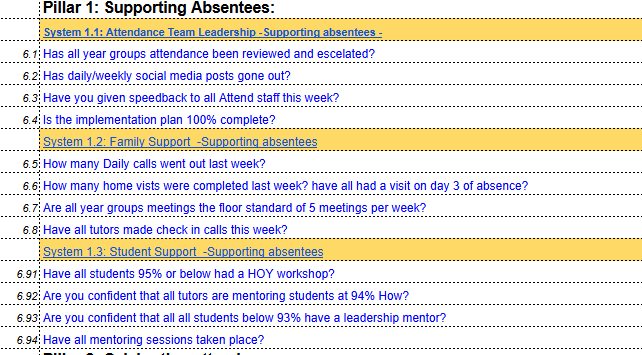 Pillar 1: Supporting Absentees:
System 1.1: Attendance Team Leadership -Supporting absentees -
6.1 Has all year groups attendance been reviewed and escelated?
6.2 Has daily/weekly social media posts gone out?
6.3 Have you given speedback to all Attend staff this week?
6.4 Is the implementation plan 100% complete?
System 1.2: Family Support -Supporting absentees
6.5 How many Daily calls went out last week?
6.6 How many home vists were completed last week? have all had a visit on day 3 of absence?
6.7 Are all year groups meetings the floor standard of 5 meetings per week?
6.8 Have all tutors made check in calls this week?
System 1.3: Student Support -Supporting absentees
6.91 Have all students 95% or below had a HOY workshop?
6.92 Are you confident that all tutors are mentoring students at 94% How?
6.93 Are you confident that all all students below 93% have a leadership mentor?
6.94 Have all mentoring sessions taken place?